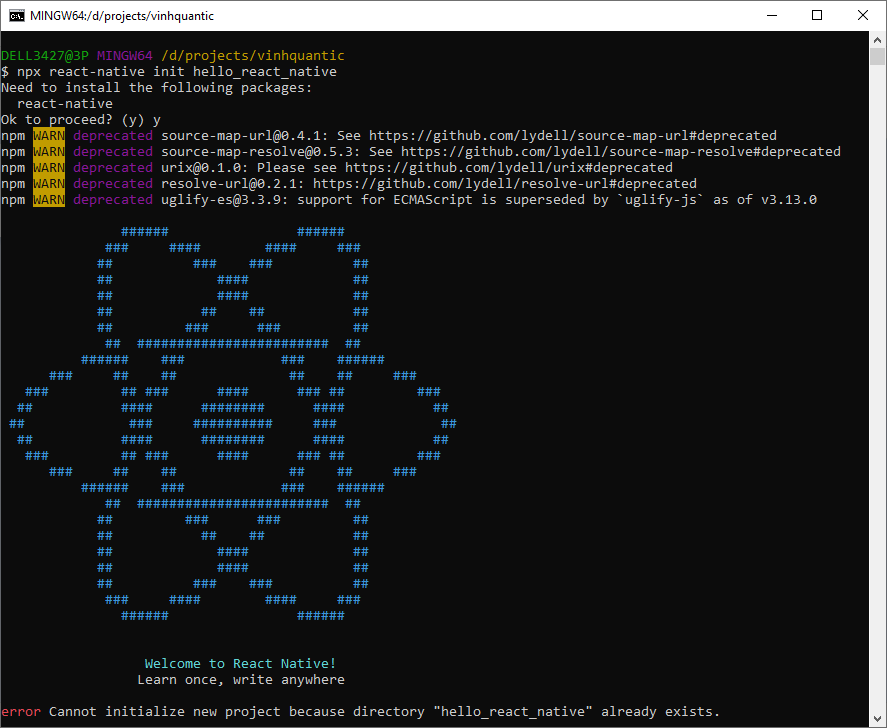 MINGW64:/d/projects/vinhquantic
DELL3427@3P MINGW64 /d/projects/vinhquantic
$ npx react-native init hello_react_native
Need to install the following packages:
  react-native
Ok to proceed? (y) y
npm WARN deprecated source-map-url@0.4.1: See https://github.com/lydell/source-map-url#deprecated
npm WARN deprecated source-map-resolve@0.5.3: See https://github.com/lydell/source-map-resolve#deprecated
npm WARN deprecated urix@0.1.0: Please see https://github.com/lydell/urix#deprecated
npm WARN deprecated resolve-url@0.2.1: https://github.com/lydell/resolve-url#deprecated
npm WARN deprecated uglify-es@3.3.9: support for ECMAScript is superseded by `uglify-js` as of v3.13.0
               ######                ######
             ###     ####        ####     ###
            ##          ###    ###          ##
            ##             ####             ##
            ##             ####             ##
            ##           ##    ##           ##
            ##         ###      ###         ##
             ##  ########################  ##
          ######    ###            ###    ######
      ###     ##    ##              ##    ##     ###
   ###         ## ###      ####      ### ##         ###
  ##           ####      ########      ####           ##
 ##             ###     ##########     ###             ##
  ##           ####      ########      ####           ##
   ###         ## ###      ####      ### ##         ###
      ###     ##    ##              ##    ##     ###
          ######    ###            ###    ######
             ##  ########################  ##
            ##         ###      ###         ##
            ##           ##    ##           ##
            ##             ####             ##
            ##             ####             ##
            ##          ###    ###          ##
             ###     ####        ####     ###
               ######                ######
Welcome to React Native!
Learn once, write anywhere
error Cannot initialize new project because directory "hello_react_native" already exists.